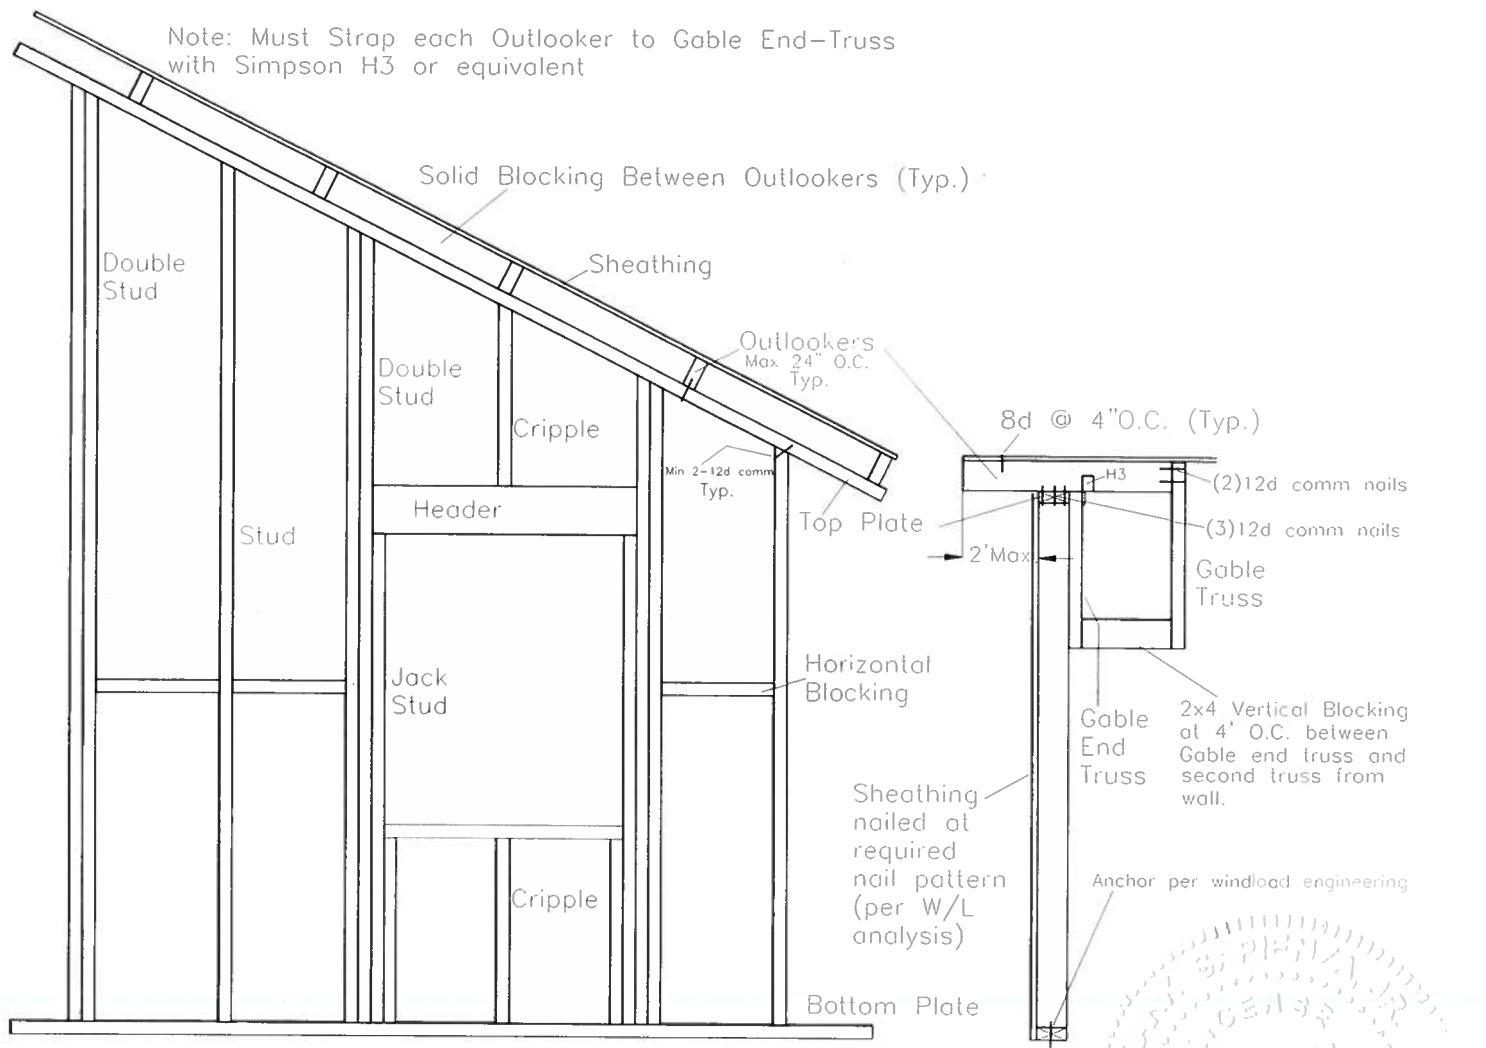 Note: Must Strap each Outlooker to Gable End-Truss
with Simpson H3 or equivalent
Solid Blocking Between Outlookers (Typ.)
Sheathing
Double
Stud
Outlookers
Max 24" O.C.
Typ.
Double
Stud
Cripple
Min 2-12d comm
Typ.
Header
Top Plate
Stud
8d @ 4"O.C. (Typ.)
H3
(2)12d comm nails
(3)12d comm nails
2'Max
Gable
Truss
Jack
Stud
Horizontal
Blocking
Gable
End
Truss
2x4 Vertical Blocking
at 4' O.C. between
Gable end truss and
second truss from
wall.
Sheathing
nailed at
required
nail pattern
(per W/L
analysis)
Cripple
Anchor per windload engineering
Bottom Plate